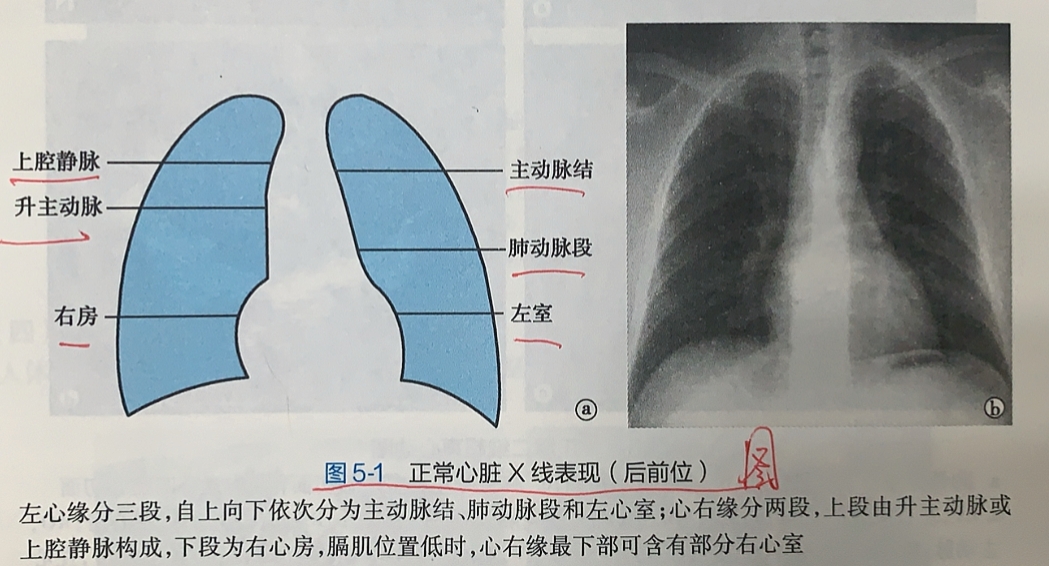 上腔静脉
升主动脉
右房
主动脉结
肺动脉段
左室
ⓐ
ⓑ
图 5-1 正常心脏 X 线表现（后前位）
图
左心缘分三段，自上向下依次分为主动脉结、肺动脉段和左心室；心右缘分两段，上段由升主动脉或
上腔静脉构成，下段为右心房，膈肌位置低时，心右缘最下部可含有部分右心室